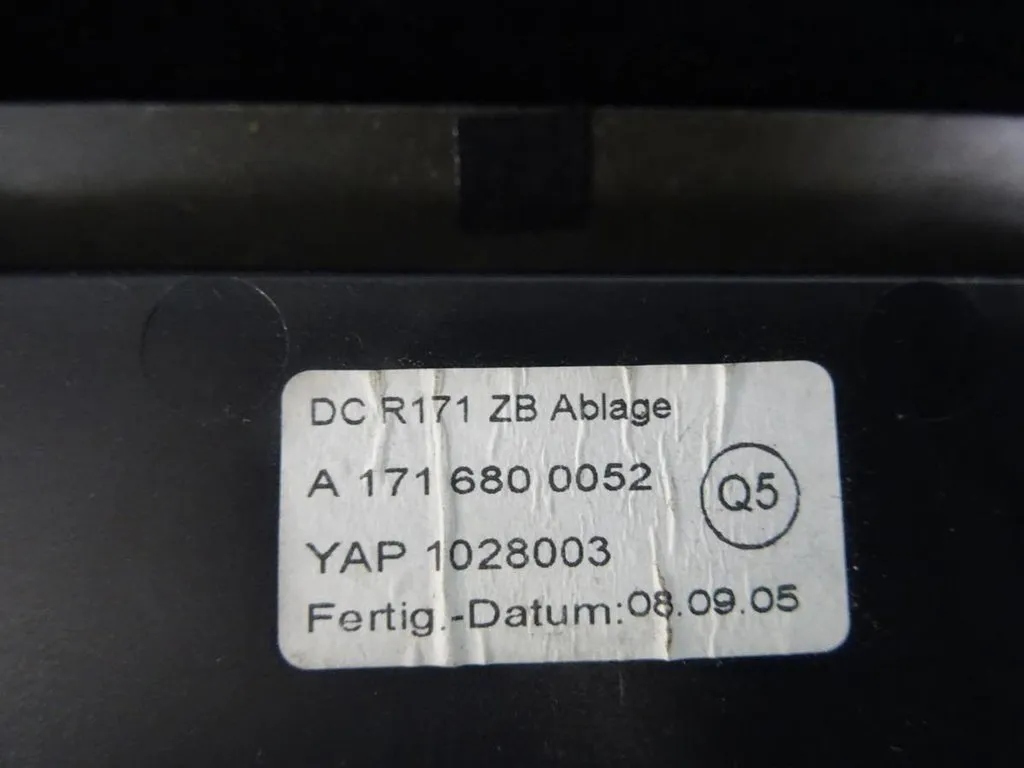 DC R171 ZB Ablage
A 171 680 0052
Q5
YAP 1028003
Fertig.-Datum:08.09.05